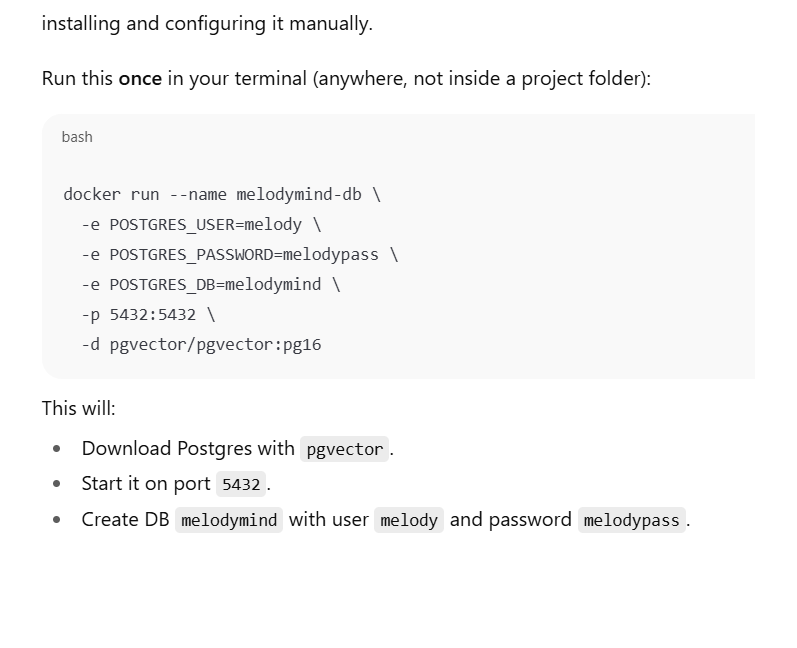 installing and configuring it manually.
Run this once in your terminal (anywhere, not inside a project folder):
bash
docker run --name melodymind-db \
  -e POSTGRES_USER=melody \
  -e POSTGRES_PASSWORD=melodypass \
  -e POSTGRES_DB=melodymind \
  -p 5432:5432 \
  -d pgvector/pgvector:pg16
This will:
• Download Postgres with pgvector.
• Start it on port 5432.
• Create DB melodymind with user melody and password melodypass.